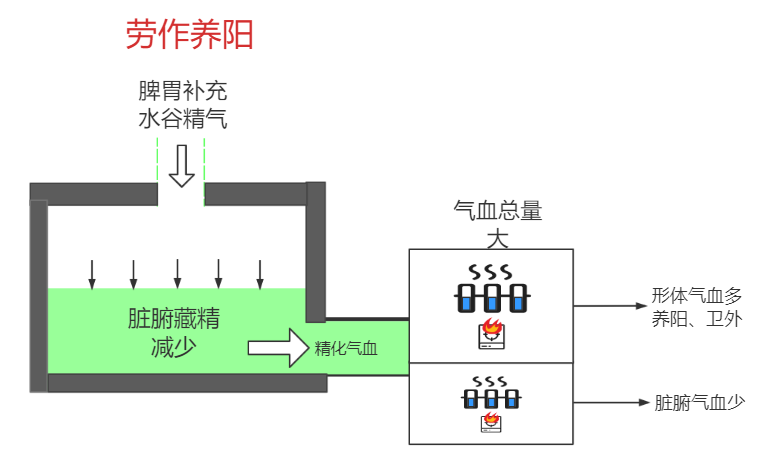 劳作养阳
脾胃补充
水谷精气
气血总量
大
脏腑藏精
减少
精化气血
形体气血多
养阳、卫外
脏腑气血少